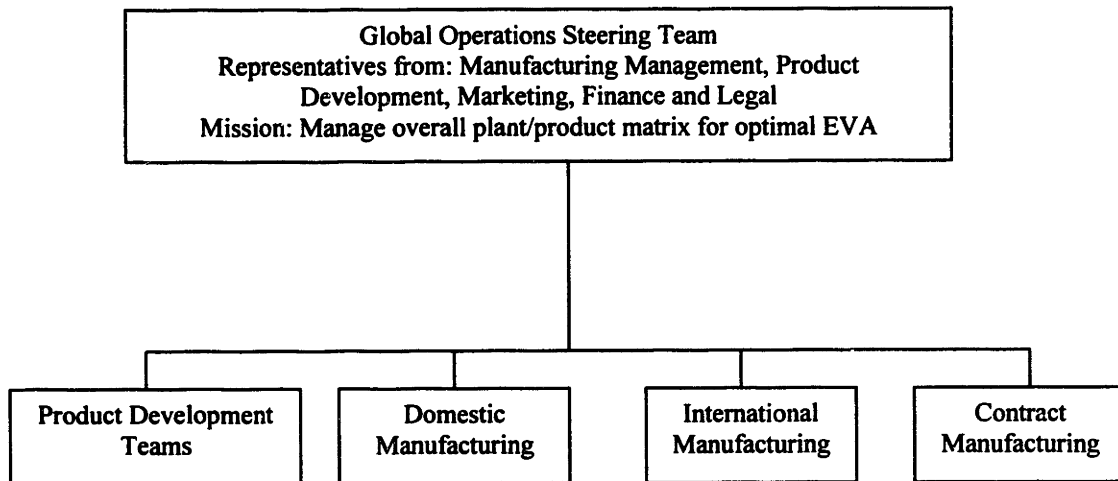 Global Operations Steering Team
Representatives from: Manufacturing Management, Product
Development, Marketing, Finance and Legal
Mission: Manage overall plant/product matrix for optimal EVA
Product Development
Teams
Domestic
Manufacturing
International
Manufacturing
Contract
Manufacturing